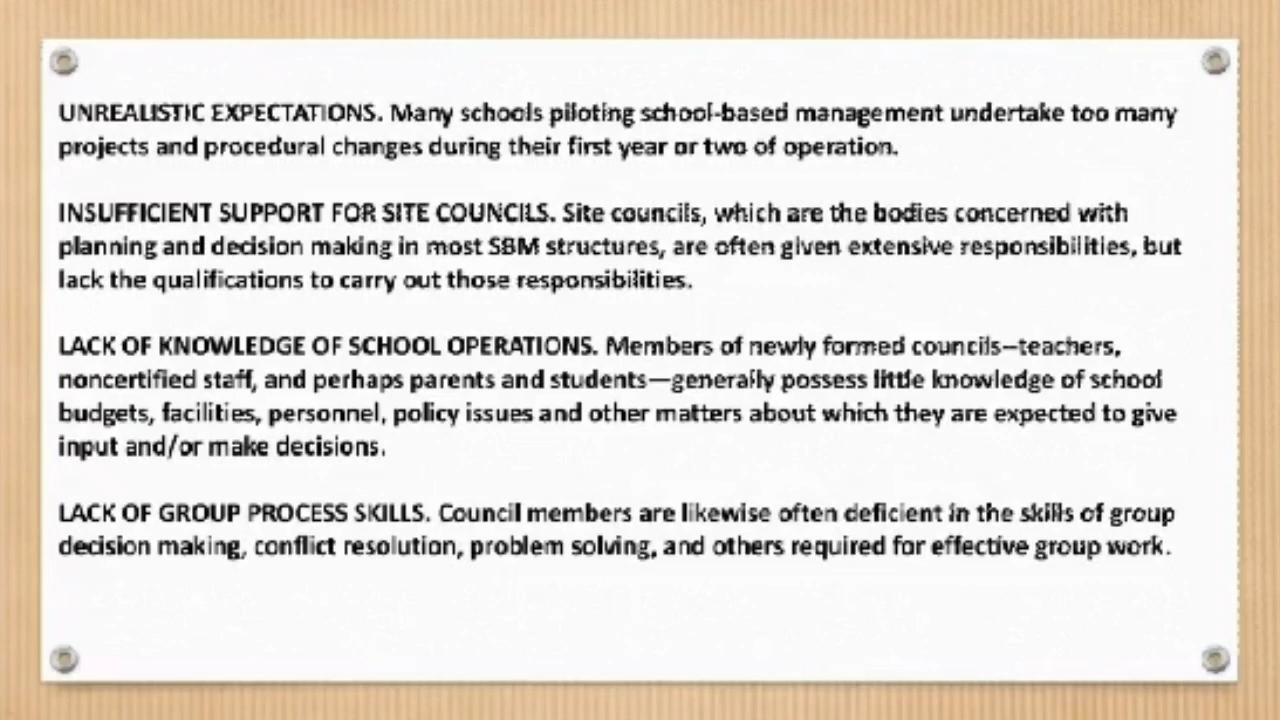 UNREALISTIC EXPECTATIONS. Many schools piloting school-based management undertake too many
projects and procedural changes during their first year or two of operation.
INSUFFICIENT SUPPORT FOR SITE COUNCILS. Site councils, which are the bodies concerned with
planning and decision making in most SBM structures, are often given extensive responsibilities, but
lack the qualifications to carry out those responsibilities.
LACK OF KNOWLEDGE OF SCHOOL OPERATIONS. Members of newly formed councils—teachers,
noncertified staff, and perhaps parents and students—generally possess little knowledge of school
budgets, facilities, personnel, policy issues and other matters about which they are expected to give
input and/or make decisions.
LACK OF GROUP PROCESS SKILLS. Council members are likewise often deficient in the skills of group
decision making, conflict resolution, problem solving, and others required for effective group work.